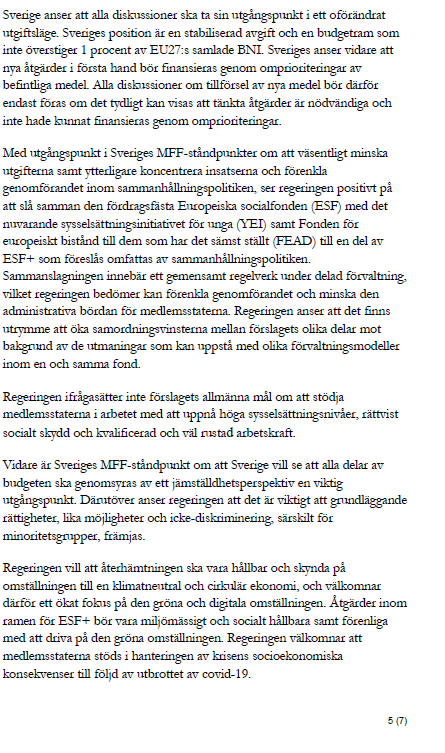 Sverige anser att alla diskussioner ska ta sin utgångspunkt i ett oförändrat
utgiftsläge. Sveriges position är en stabiliserad avgift och en budgetram som
inte överstiger 1 procent av EU27:s samlade BNI. Sveriges anser vidare att
nya åtgärder i första hand bör finansieras genom omprioriteringar av
befintliga medel. Alla diskussioner om tillförsel av nya medel bör därför
endast föras om det tydligt kan visas att tänkta åtgärder är nödvändiga och
inte hade kunnat finansieras genom omprioriteringar.

Med utgångspunkt i Sveriges MFF-ståndpunkter om att väsentligt minska
utgifterna samt ytterligare koncentrera insatserna och förenkla
genomförandet inom sammanhållningspolitiken, ser regeringen positivt på
att slå samman den fördragsfästa Europeiska socialfonden (ESF) med det
nuvarande sysselsättningsinitiativet för unga (YEI) samt Fonden för
europeiskt bistånd till dem som har det sämst ställt (FEAD) till en del av
ESF+ som föreslås omfattas av sammanhållningspolitiken.
Sammanslagningen innebär ett gemensamt regelverk under delad förvaltning,
vilket regeringen bedömer kan förenkla genomförandet och minska den
administrativa bördan för medlemsstaterna. Regeringen anser att det finns
utrymme att öka samordningsvinsterna mellan förslagets olika delar mot
bakgrund av de utmaningar som kan uppstå med olika förvaltningsmodeller
inom en och samma fond.

Regeringen ifrågasätter inte förslagets allmänna mål om att stödja
medlemsstaterna i arbetet med att uppnå höga sysselsättningsnivåer, rättvist
socialt skydd och kvalificerad och väl rustad arbetskraft.

Vidare är Sveriges MFF-ståndpunkt om att Sverige vill se att alla delar av
budgeten ska genomsyras av ett jämställdhetsperspektiv en viktig
utgångspunkt. Därutöver anser regeringen att det är viktigt att grundläggande
rättigheter, lika möjligheter och icke-diskriminering, särskilt för
minoritetsgrupper, främjas.

Regeringen vill att återhämtningen ska vara hållbar och skynda på
omställningen till en klimatneutral och cirkulär ekonomi, och välkomnar
därför ett ökat fokus på den gröna och digitala omställningen. Åtgärder inom
ramen för ESF+ bör vara miljömässigt och socialt hållbara samt förenliga
med att driva på den gröna omställningen. Regeringen välkomnar att
medlemsstaterna stöds i hanteringen av krisens socioekonomiska
konsekvenser till följd av utbrottet av covid-19.

5 (7)